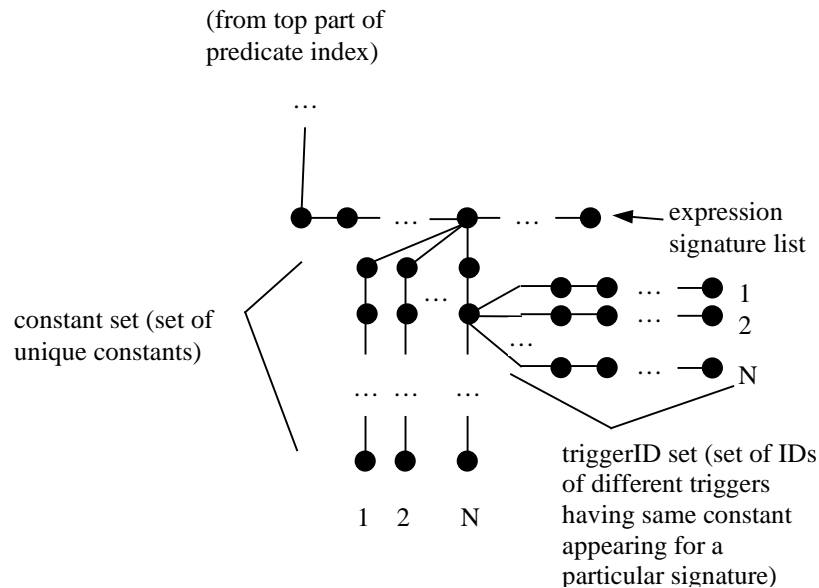 (from top part of
predicate index)
…
… …
expression
signature list
… … 1
2
constant set (set of
unique constants)
…
… N
… … …
triggerID set (set of IDs
of different triggers
having same constant
appearing for a
particular signature)
1 2 N